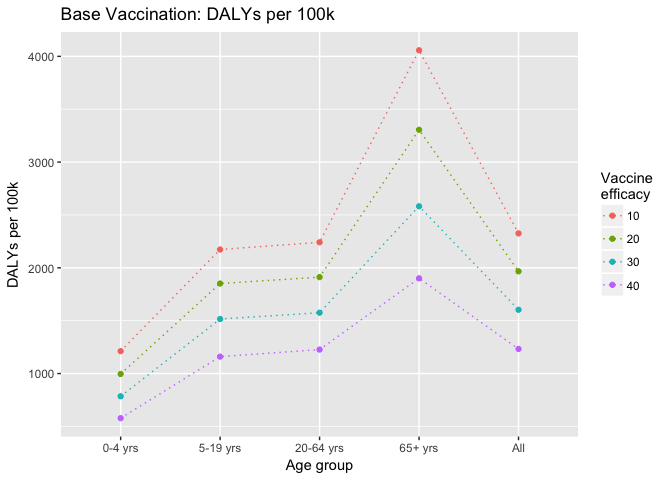 Base Vaccination: DALYs per 100k
DALYs per 100k
4000
3000
2000
1000
0-4 yrs
5-19 yrs
20-64 yrs
65+ yrs
All
Age group
Vaccine
efficacy
10
20
30
40